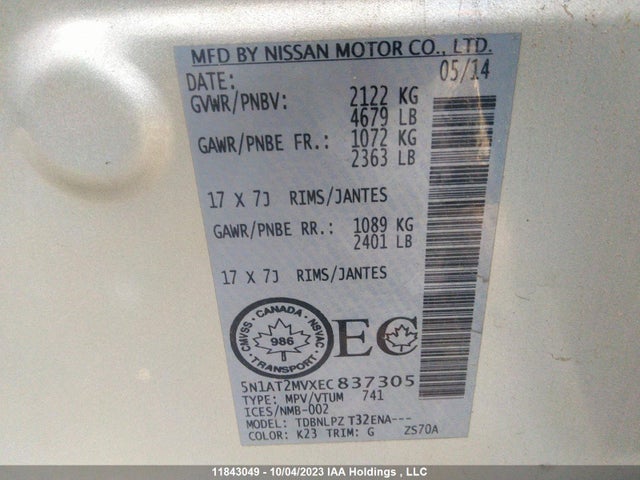 MFD BY NISSAN MOTOR CO., LTD.
DATE: 05/14
GVWR/PNBV: 2122 KG
4679 LB
GAWR/PNBE FR.: 1072 KG
2363 LB
17 X 7J RIMS/JANTES
GAWR/PNBE RR.: 1089 KG
2401 LB
17 X 7J RIMS/JANTES
CMVSS · CANADA · NSVAC
986
TRANSPORT
EC
5N1AT2MVXEC837305
TYPE: MPV/VTUM 741
ICES/NMB-002
MODEL: TDBNLPZ T32ENA---
COLOR: K23 TRIM: G ZS70A
11843049 - 10/04/2023 IAA Holdings , LLC